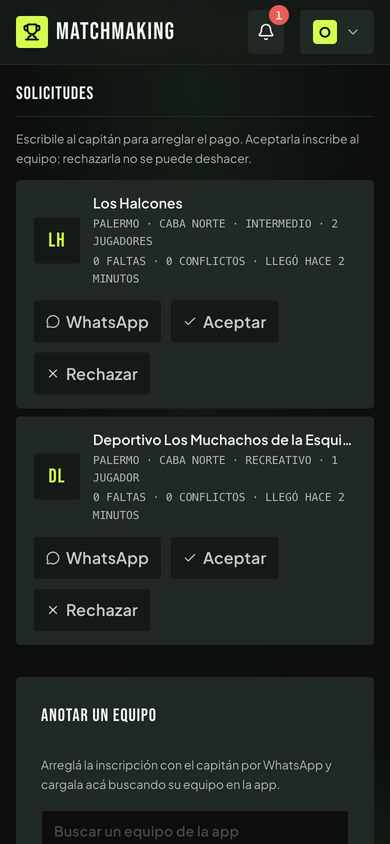 MATCHMAKING
1
O
SOLICITUDES
Escribile al capitán para arreglar el pago. Aceptarla inscribe al
equipo; rechazarla no se puede deshacer.
LH
Los Halcones
PALERMO · CABA NORTE · INTERMEDIO · 2
JUGADORES
0 FALTAS · 0 CONFLICTOS · LLEGÓ HACE 2
MINUTOS
WhatsApp
Aceptar
Rechazar
DL
Deportivo Los Muchachos de la Esqui...
PALERMO · CABA NORTE · RECREATIVO · 1
JUGADOR
0 FALTAS · 0 CONFLICTOS · LLEGÓ HACE 2
MINUTOS
WhatsApp
Aceptar
Rechazar
ANOTAR UN EQUIPO
Arreglá la inscripción con el capitán por WhatsApp y
cargala acá buscando su equipo en la app.
Buscar un equipo de la app